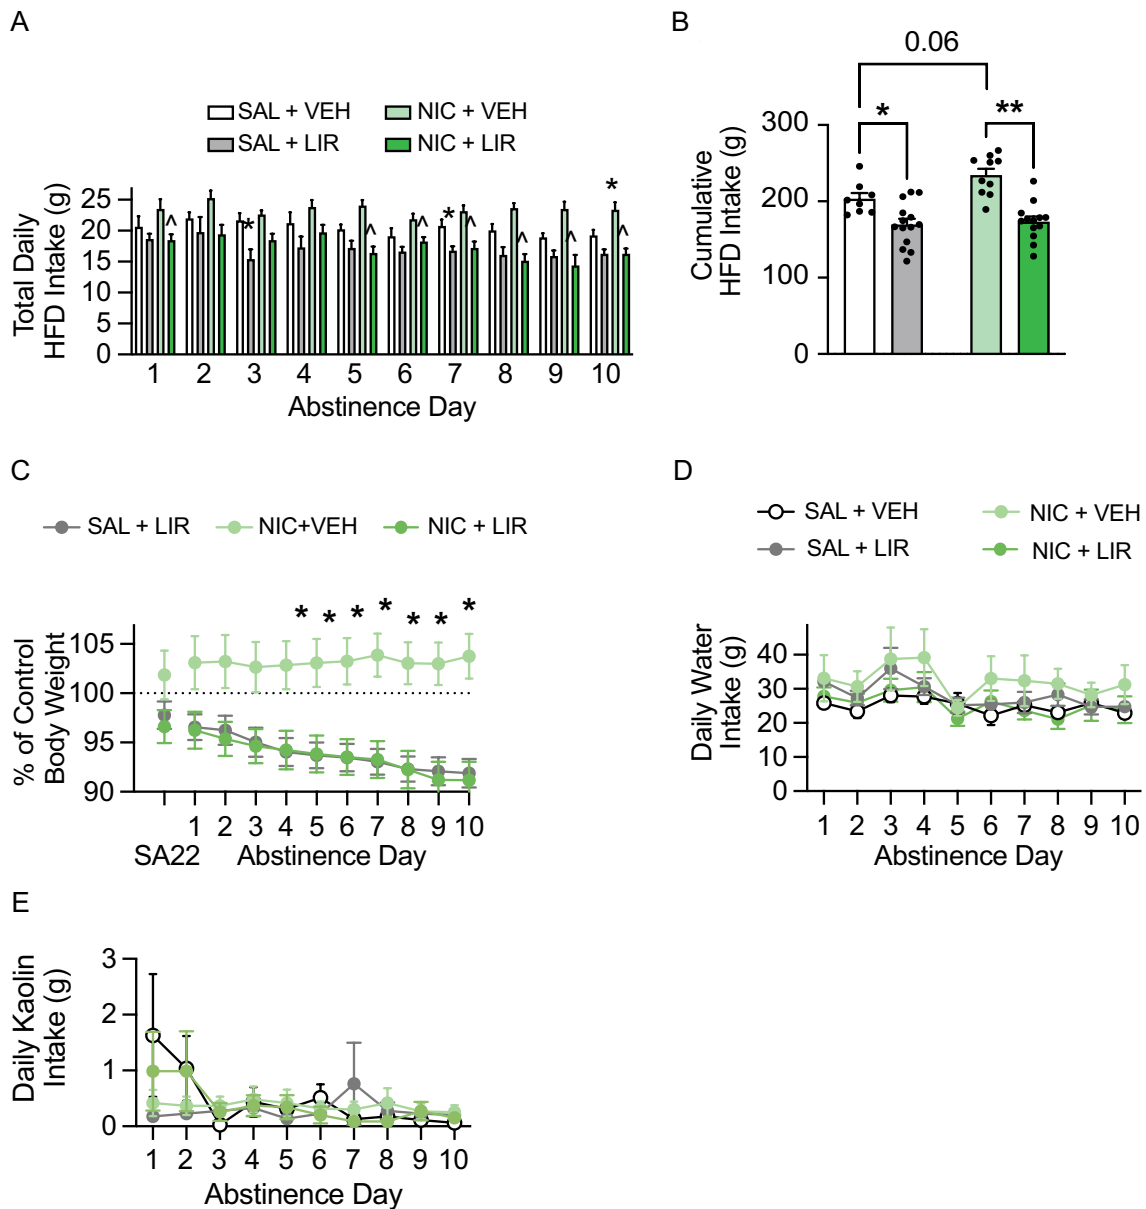 A
SAL + VEH
NIC + VEH
SAL + LIR
NIC + LIR
Total Daily
HFD Intake (g)
25
20
15
10
5
0
^ * ^ ^ * ^ ^ ^ *
1 2 3 4 5 6 7 8 9 10
Abstinence Day
B
0.06
* **
Cumulative
HFD Intake (g)
300
200
100
0
C
SAL + LIR
NIC+VEH
NIC + LIR
% of Control
Body Weight
105
100
95
90
* * * * * * *
1 2 3 4 5 6 7 8 9 10
SA22 Abstinence Day
D
SAL + VEH
NIC + VEH
SAL + LIR
NIC + LIR
Daily Water
Intake (g)
40
30
20
10
0
1 2 3 4 5 6 7 8 9 10
Abstinence Day
E
Daily Kaolin
Intake (g)
3
2
1
0
1 2 3 4 5 6 7 8 9 10
Abstinence Day